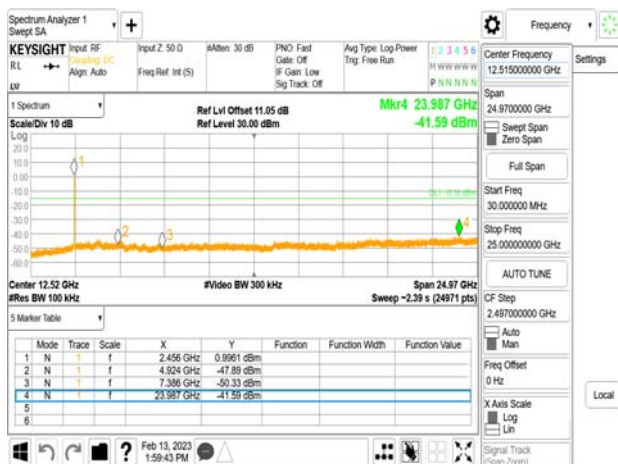 Spectrum Analyzer 1
Swept SA
+
Frequency
KEYSIGHT Input: RF
Coupling: DC
Align: Auto
RL
LXI
Input Z: 50 Ω
Freq Ref: Int (S)
#Atten: 30 dB
PNO: Fast
Gate: Off
IF Gain: Low
Sig Track: Off
Avg Type: Log-Power
Trig: Free Run
1 2 3 4 5 6
M W W W W W
P N N N N N
1 Spectrum
Scale/Div 10 dB
Ref Lvl Offset 11.05 dB
Ref Level 30.00 dBm
Mkr4 23.987 GHz
-41.59 dBm
Log
20.0
10.0
0.00
-10.0
-20.0
-30.0
-40.0
-50.0
-60.0
1
2
3
4
Center 12.52 GHz
#Res BW 100 kHz
#Video BW 300 kHz
Span 24.97 GHz
Sweep ~2.39 s (24971 pts)
5 Marker Table
Mode Trace Scale X Y Function Function Width Function Value
1 N 1 f 2.456 GHz 0.9961 dBm
2 N 1 f 4.924 GHz -47.89 dBm
3 N 1 f 7.386 GHz -50.33 dBm
4 N 1 f 23.987 GHz -41.59 dBm
5
6
?
Feb 13, 2023
1:59:43 PM
Center Frequency
12.515000000 GHz
Span
24.9700000 GHz
Swept Span
Zero Span
Full Span
Start Freq
30.000000 MHz
Stop Freq
25.000000000 GHz
AUTO TUNE
CF Step
2.497000000 GHz
Auto
Man
Freq Offset
0 Hz
X Axis Scale
Log
Lin
Signal Track
(Span Zoom)
Settings
Local